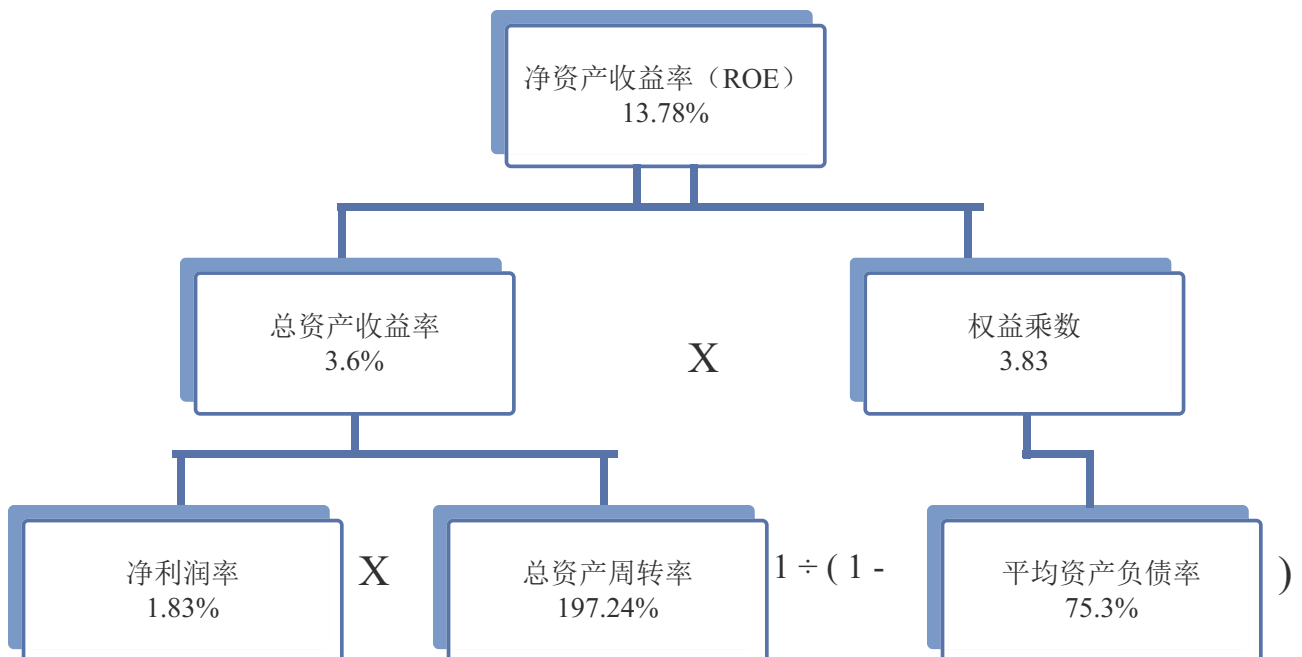 净资产收益率（ROE）
13.78%
总资产收益率
3.6%
X
权益乘数
3.83
净利润率
1.83%
X
总资产周转率
197.24%
1 ÷ ( 1 -
平均资产负债率
75.3%
)